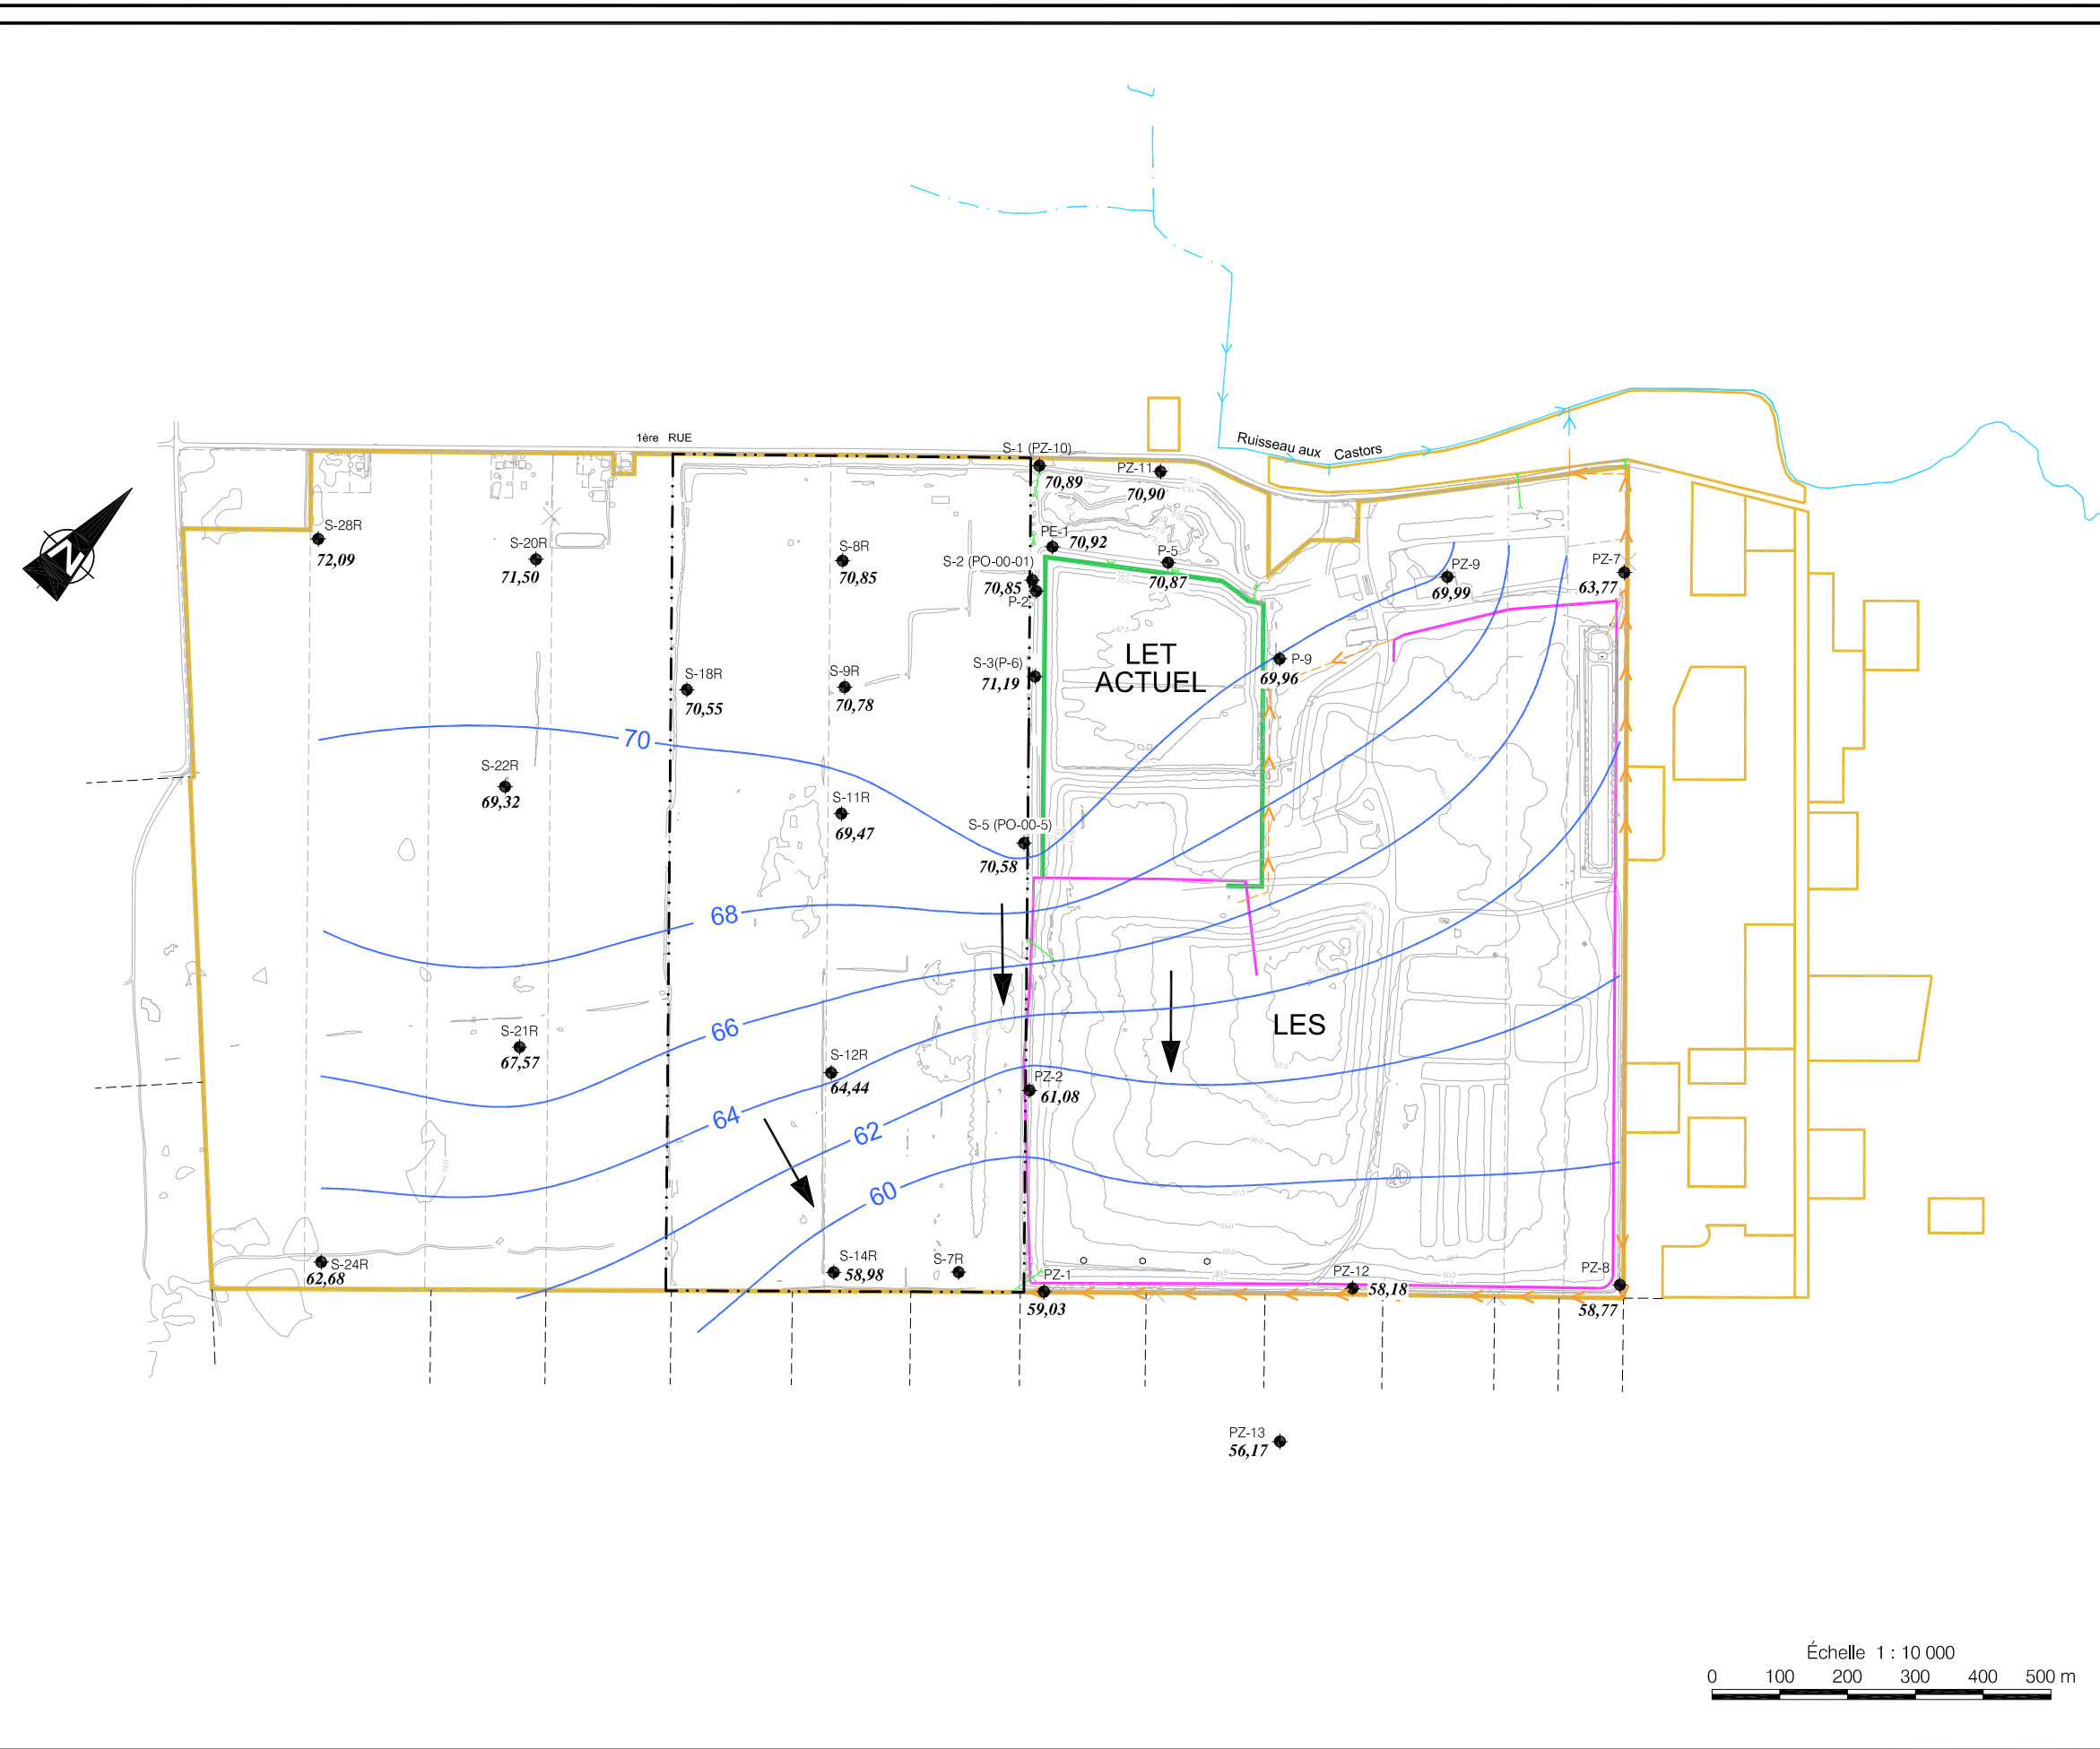 1ère RUE
S-1 (PZ-10)
70,89
PZ-11
70,90
Ruisseau aux Castors
S-28R
72,09
S-20R
71,50
S-8R
70,85
PE-1
70,92
S-2 (PO-00-01)
70,85
P-2
P-5
70,87
PZ-9
69,99
PZ-7
63,77
N
LET
ACTUEL
S-3(P-6)
71,19
P-9
69,96
S-18R
70,55
S-9R
70,78
70
S-22R
69,32
S-11R
69,47
S-5 (PO-00-5)
70,58
68
66
LES
S-21R
67,57
S-12R
64,44
PZ-2
61,08
64
62
60
S-24R
62,68
S-14R
58,98
S-7R
PZ-1
59,03
PZ-12
58,18
PZ-8
58,77
PZ-13
56,17
Échelle 1 : 10 000
0 100 200 300 400 500 m